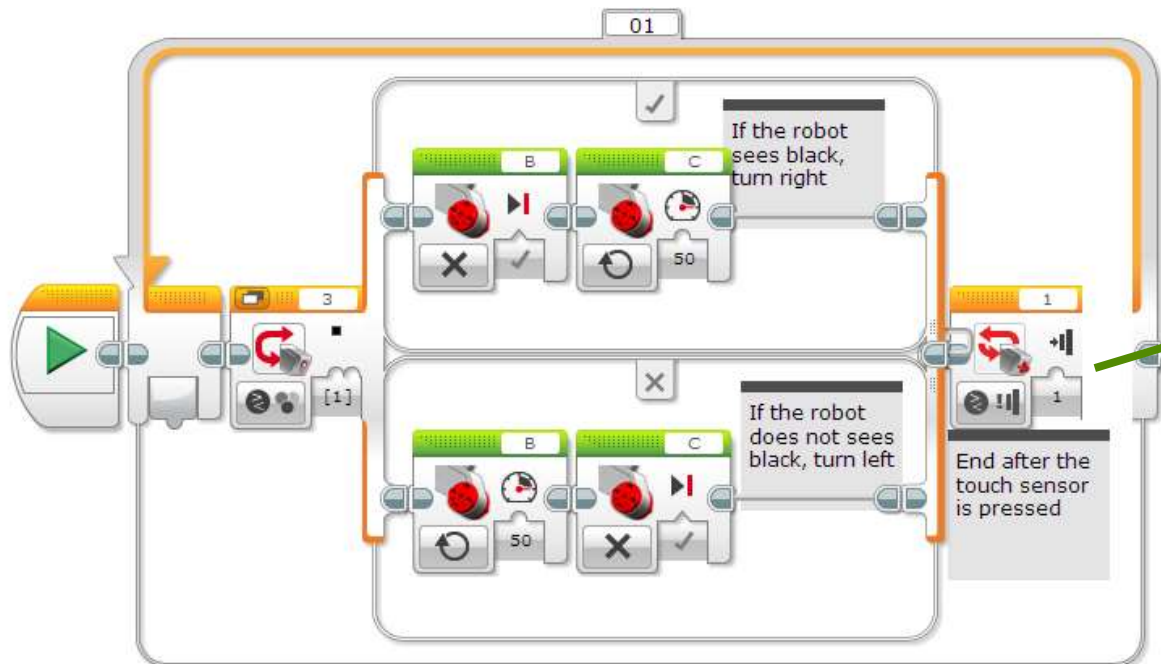 01
B
C
If the robot
sees black,
turn right
50
3
[1]
1
1
If the robot
does not sees
black, turn left
B
C
50
End after the
touch sensor
is pressed